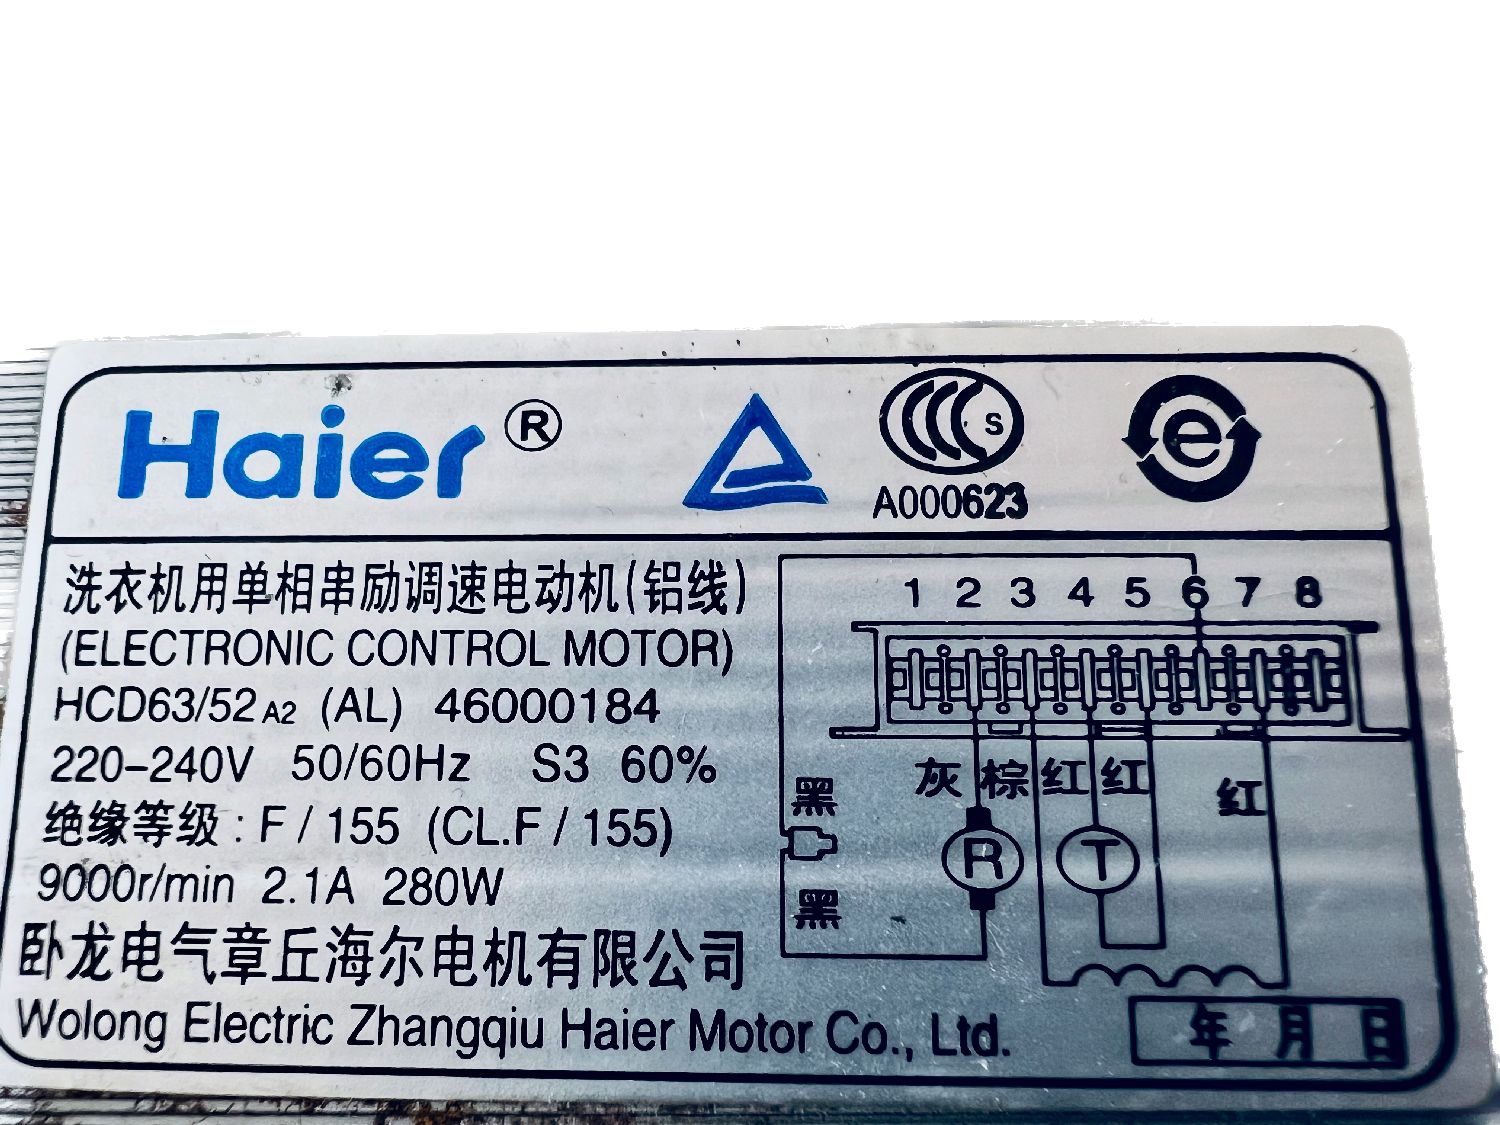 Haier ®
S
A000623
e
洗衣机用单相串励调速电动机(铝线)
(ELECTRONIC CONTROL MOTOR)
HCD63/52 A2 (AL) 46000184
220-240V 50/60Hz S3 60%
绝缘等级: F / 155 (CL.F / 155)
9000r/min 2.1A 280W
卧龙电气章丘海尔电机有限公司
Wolong Electric Zhangqiu Haier Motor Co., Ltd.
1 2 3 4 5 6 7 8
灰 棕 红 红 红
黑
R T
黑
年 月 日